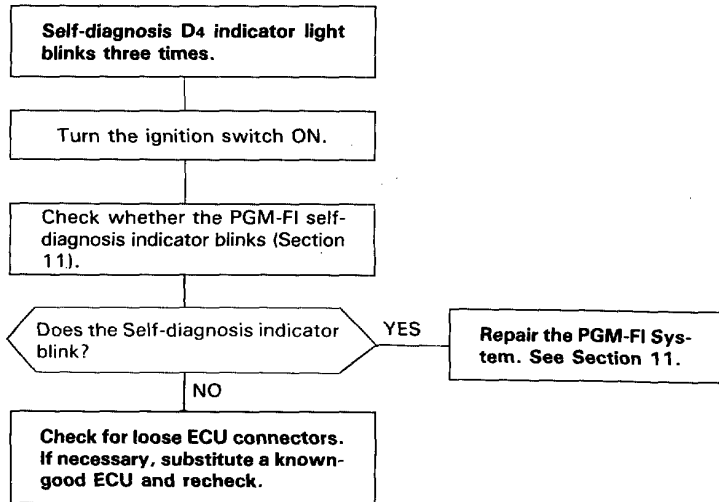 Self-diagnosis D4 indicator light
blinks three times.
Turn the ignition switch ON.
Check whether the PGM-FI self-
diagnosis indicator blinks (Section
11).
Does the Self-diagnosis indicator
blink?
YES
Repair the PGM-FI Sys-
tem. See Section 11.
NO
Check for loose ECU connectors.
If necessary, substitute a known-
good ECU and recheck.